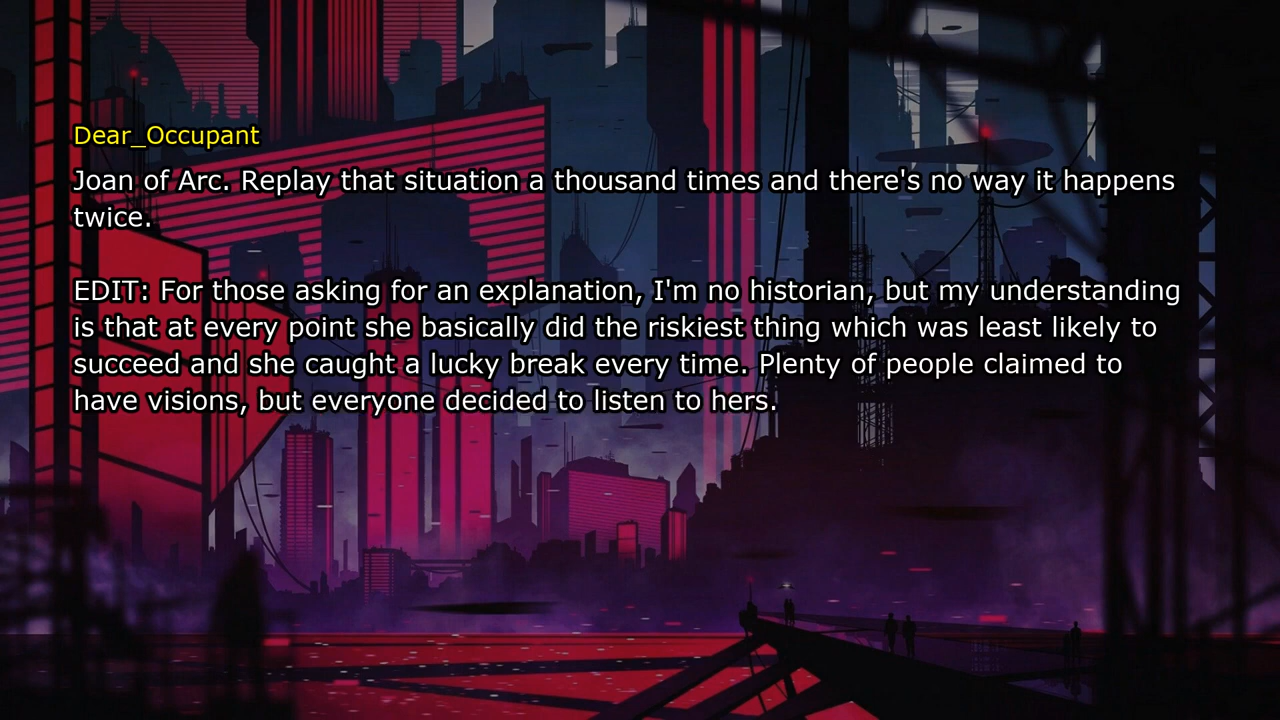 Dear_Occupant
Joan of Arc. Replay that situation a thousand times and there's no way it happens
twice.
EDIT: For those asking for an explanation, I'm no historian, but my understanding
is that at every point she basically did the riskiest thing which was least likely to
succeed and she caught a lucky break every time. Plenty of people claimed to
have visions, but everyone decided to listen to hers.